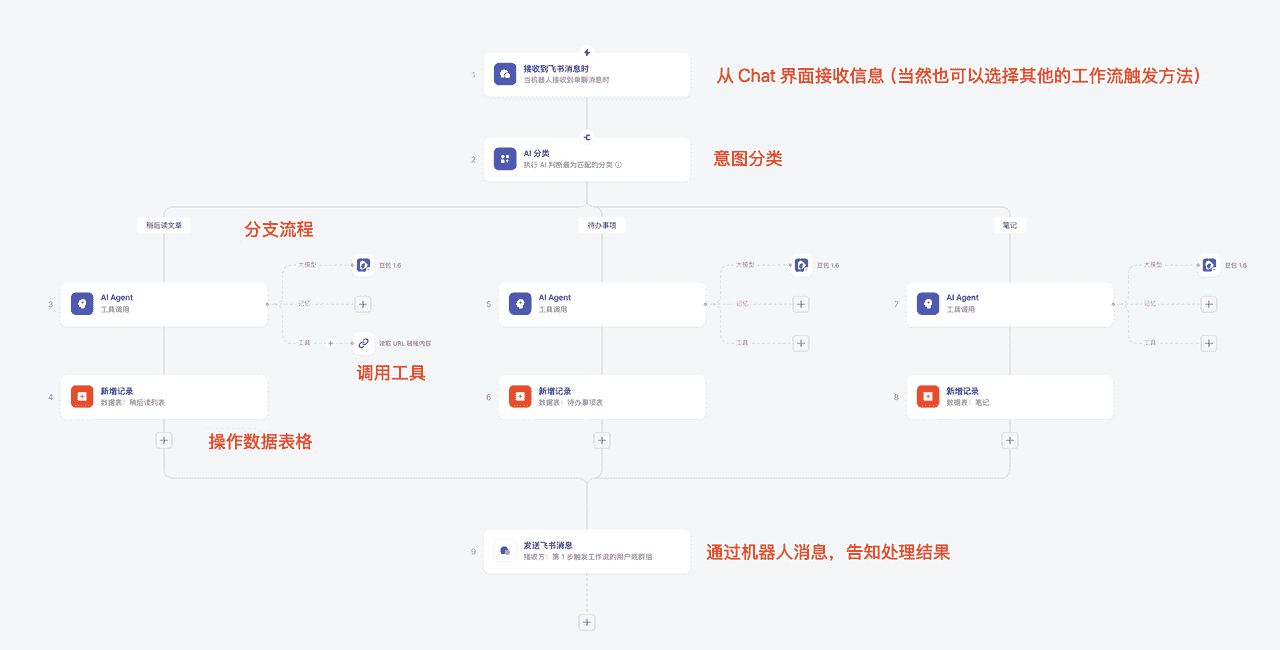 1
接收到飞书消息时
当机器人接收到单聊消息时
从 Chat 界面接收信息（当然也可以选择其他的工作流触发方法）
2
AI 分类
执行 AI 判断最为匹配的分类
意图分类
稍后读文章
分支流程
待办事项
笔记
大模型
豆包 1.6
大模型
豆包 1.6
大模型
豆包 1.6
3
AI Agent
工具调用
记忆
5
AI Agent
工具调用
记忆
7
AI Agent
工具调用
记忆
工具
读取 URL 链接内容
工具
工具
调用工具
4
新增记录
数据表：稍后读列表
6
新增记录
数据表：待办事项表
8
新增记录
数据表：笔记
操作数据表格
9
发送飞书消息
接收方：第 1 步触发工作流的用户或群组
通过机器人消息，告知处理结果